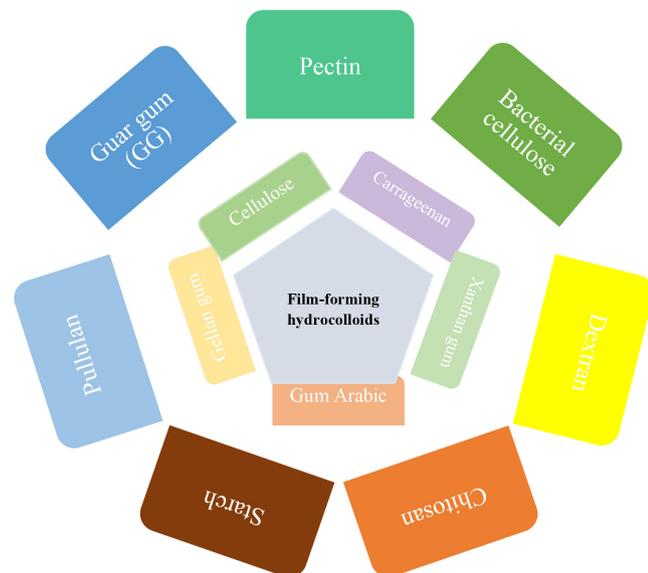 Pectin
Guar gum
(GG)
Bacterial
cellulose
Cellulose
Carrageenan
Gellan gum
Xanthan gum
Film-forming
hydrocolloids
Pullulan
Dextran
Gum Arabic
Starch
Chitosan